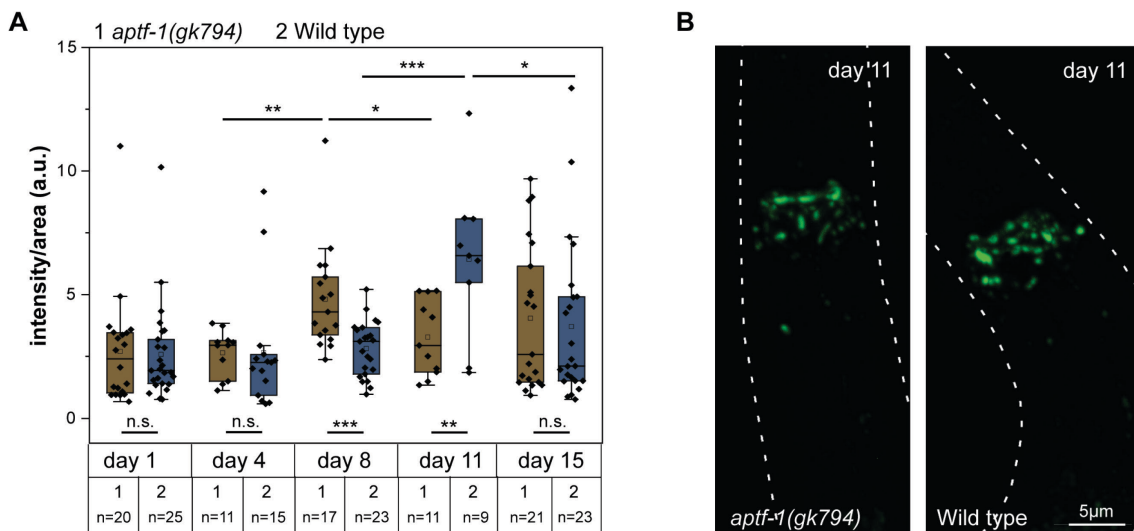 A
1 aptf-1(gk794) 2 Wild type
15
10
5
0
intensity/area (a.u.)
***
*
**
*
n.s.
n.s.
***
**
n.s.
day 1 day 4 day 8 day 11 day 15
1 2 1 2 1 2 1 2 1 2
n=20 n=25 n=11 n=15 n=17 n=23 n=11 n=9 n=21 n=23
B
day 11
aptf-1(gk794)
day 11
Wild type
5µm